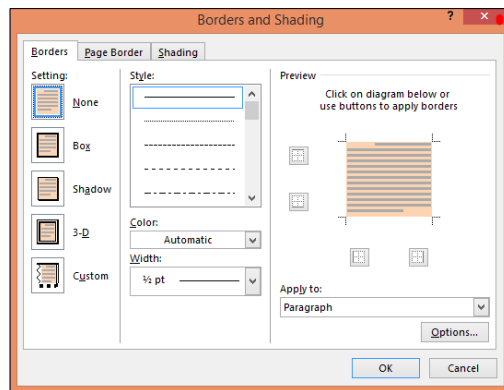 Borders and Shading
? x
Borders Page Border Shading
Setting:
None
Box
Shadow
3-D
Custom
Style:
Color:
Automatic
Width:
½ pt
Preview
Click on diagram below or
use buttons to apply borders
Apply to:
Paragraph
Options...
OK Cancel